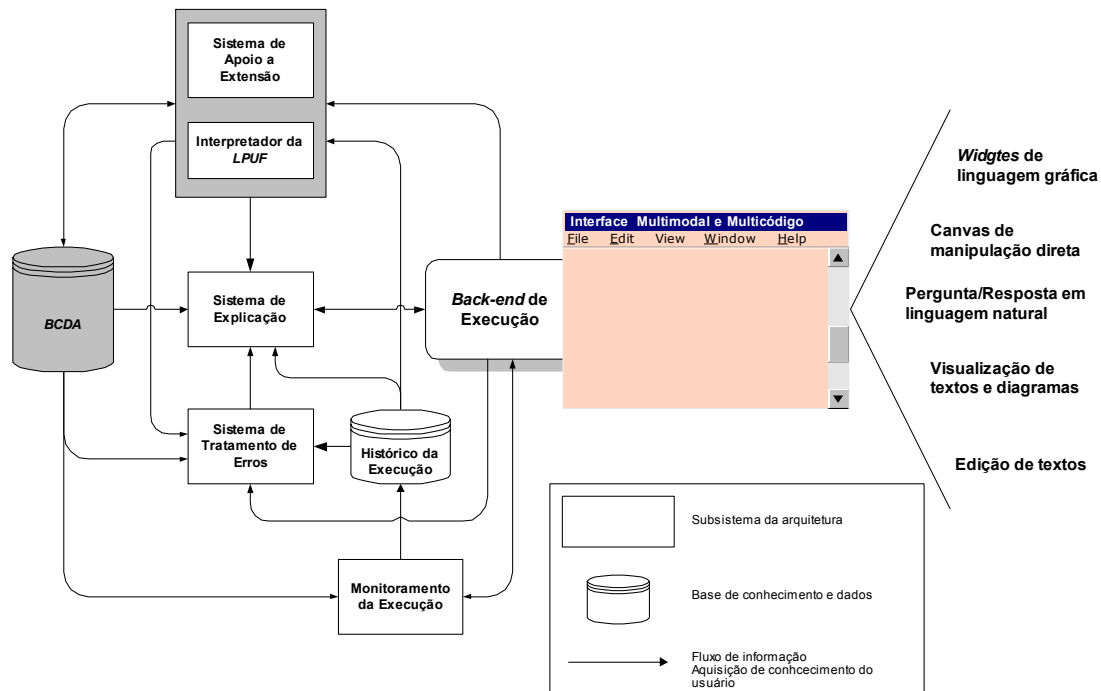 Sistema de
Apoio a
Extensão
Interpretador da
LPUF
BCDA
Sistema de
Explicação
Sistema de
Tratamento de
Erros
Histórico da
Execução
Monitoramento
da Execução
Back-end de
Execução
Interface Multimodal e Multicódigo
File Edit View Window Help
Widgtes de
linguagem gráfica
Canvas de
manipulação direta
Pergunta/Resposta em
linguagem natural
Visualização de
textos e diagramas
Edição de textos
Subsistema da arquitetura
Base de conhecimento e dados
Fluxo de informação
Aquisição de conhcecimento do
usuário